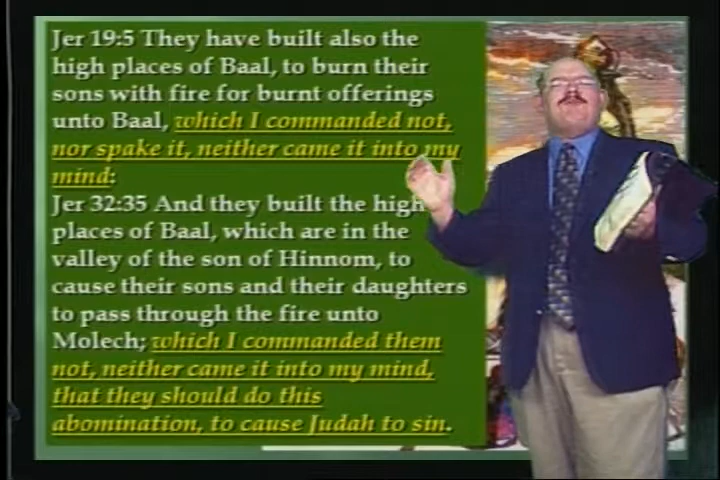 Jer 19:5 They have built also the
high places of Baal, to burn their
sons with fire for burnt offerings
unto Baal, which I commanded not,
nor spake it, neither came it into my
mind:
Jer 32:35 And they built the high
places of Baal, which are in the
valley of the son of Hinnom, to
cause their sons and their daughters
to pass through the fire unto
Molech; which I commanded them
not, neither came it into my mind,
that they should do this
abomination, to cause Judah to sin.